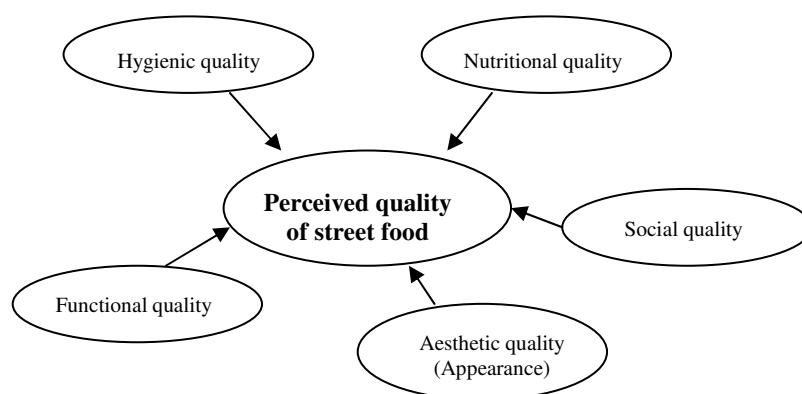 Hygienic quality
Nutritional quality
Perceived quality
of street food
Social quality
Functional quality
Aesthetic quality
(Appearance)